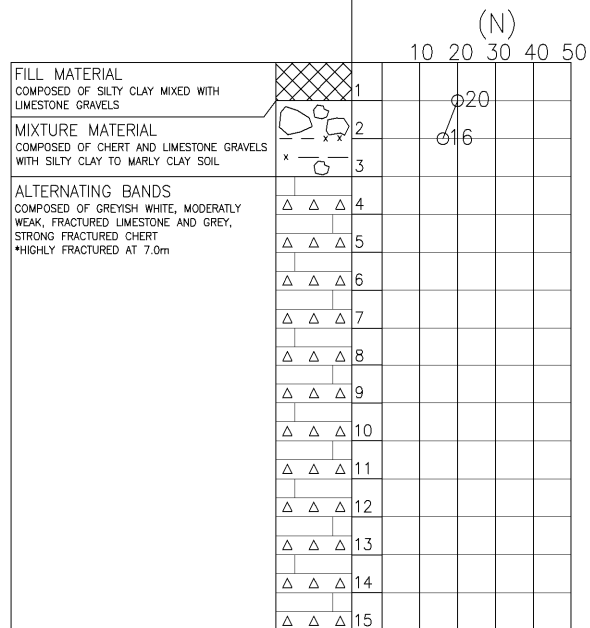 (N)
10 20 30 40 50
FILL MATERIAL
COMPOSED OF SILTY CLAY MIXED WITH
LIMESTONE GRAVELS
1
20
MIXTURE MATERIAL
COMPOSED OF CHERT AND LIMESTONE GRAVELS
WITH SILTY CLAY TO MARLY CLAY SOIL
x x
2
16
x
3
ALTERNATING BANDS
COMPOSED OF GREYISH WHITE, MODERATLY
WEAK, FRACTURED LIMESTONE AND GREY,
STRONG FRACTURED CHERT
*HIGHLY FRACTURED AT 7.0m
4
5
6
7
8
9
10
11
12
13
14
15